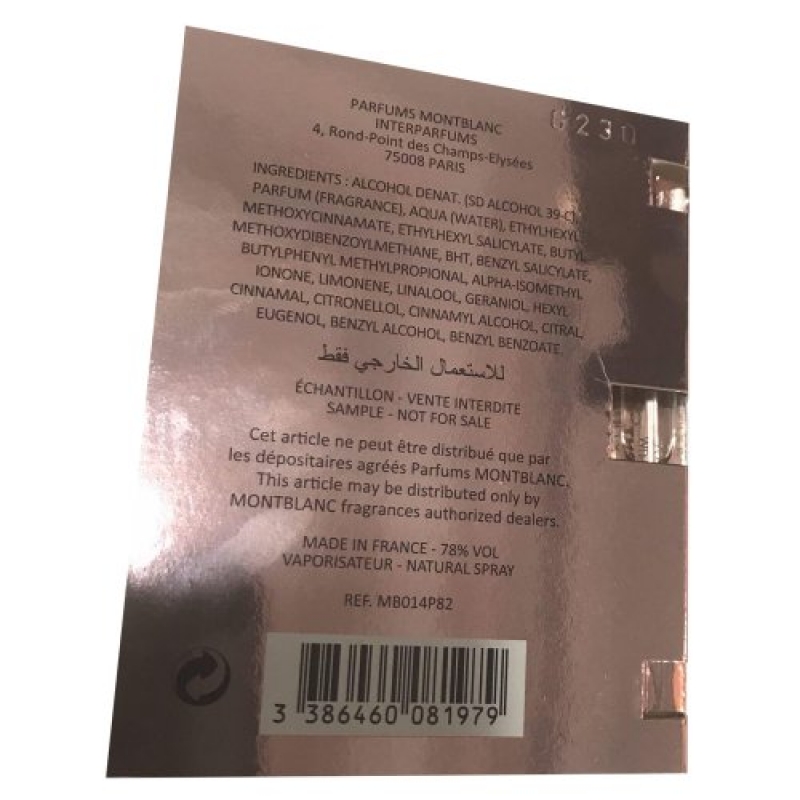 PARFUMS MONTBLANC
INTERPARFUMS
4, Rond-Point des Champs-Elysées
75008 PARIS
6230
INGREDIENTS : ALCOHOL DENAT. (SD ALCOHOL 39-C),
PARFUM (FRAGRANCE), AQUA (WATER), ETHYLHEXYL
METHOXYCINNAMATE, ETHYLHEXYL SALICYLATE, BUTYL
METHOXYDIBENZOYLMETHANE, BHT, BENZYL SALICYLATE,
BUTYLPHENYL METHYLPROPIONAL, ALPHA-ISOMETHYL
IONONE, LIMONENE, LINALOOL, GERANIOL, HEXYL
CINNAMAL, CITRONELLOL, CINNAMYL ALCOHOL, CITRAL,
EUGENOL, BENZYL ALCOHOL, BENZYL BENZOATE.
للاستعمال الخارجي فقط
ÉCHANTILLON - VENTE INTERDITE
SAMPLE - NOT FOR SALE
Cet article ne peut être distribué que par
les dépositaires agréés Parfums MONTBLANC.
This article may be distributed only by
MONTBLANC fragrances authorized dealers.
MADE IN FRANCE - 78% VOL
VAPORISATEUR - NATURAL SPRAY
REF. MB014P82
3 386460 081979